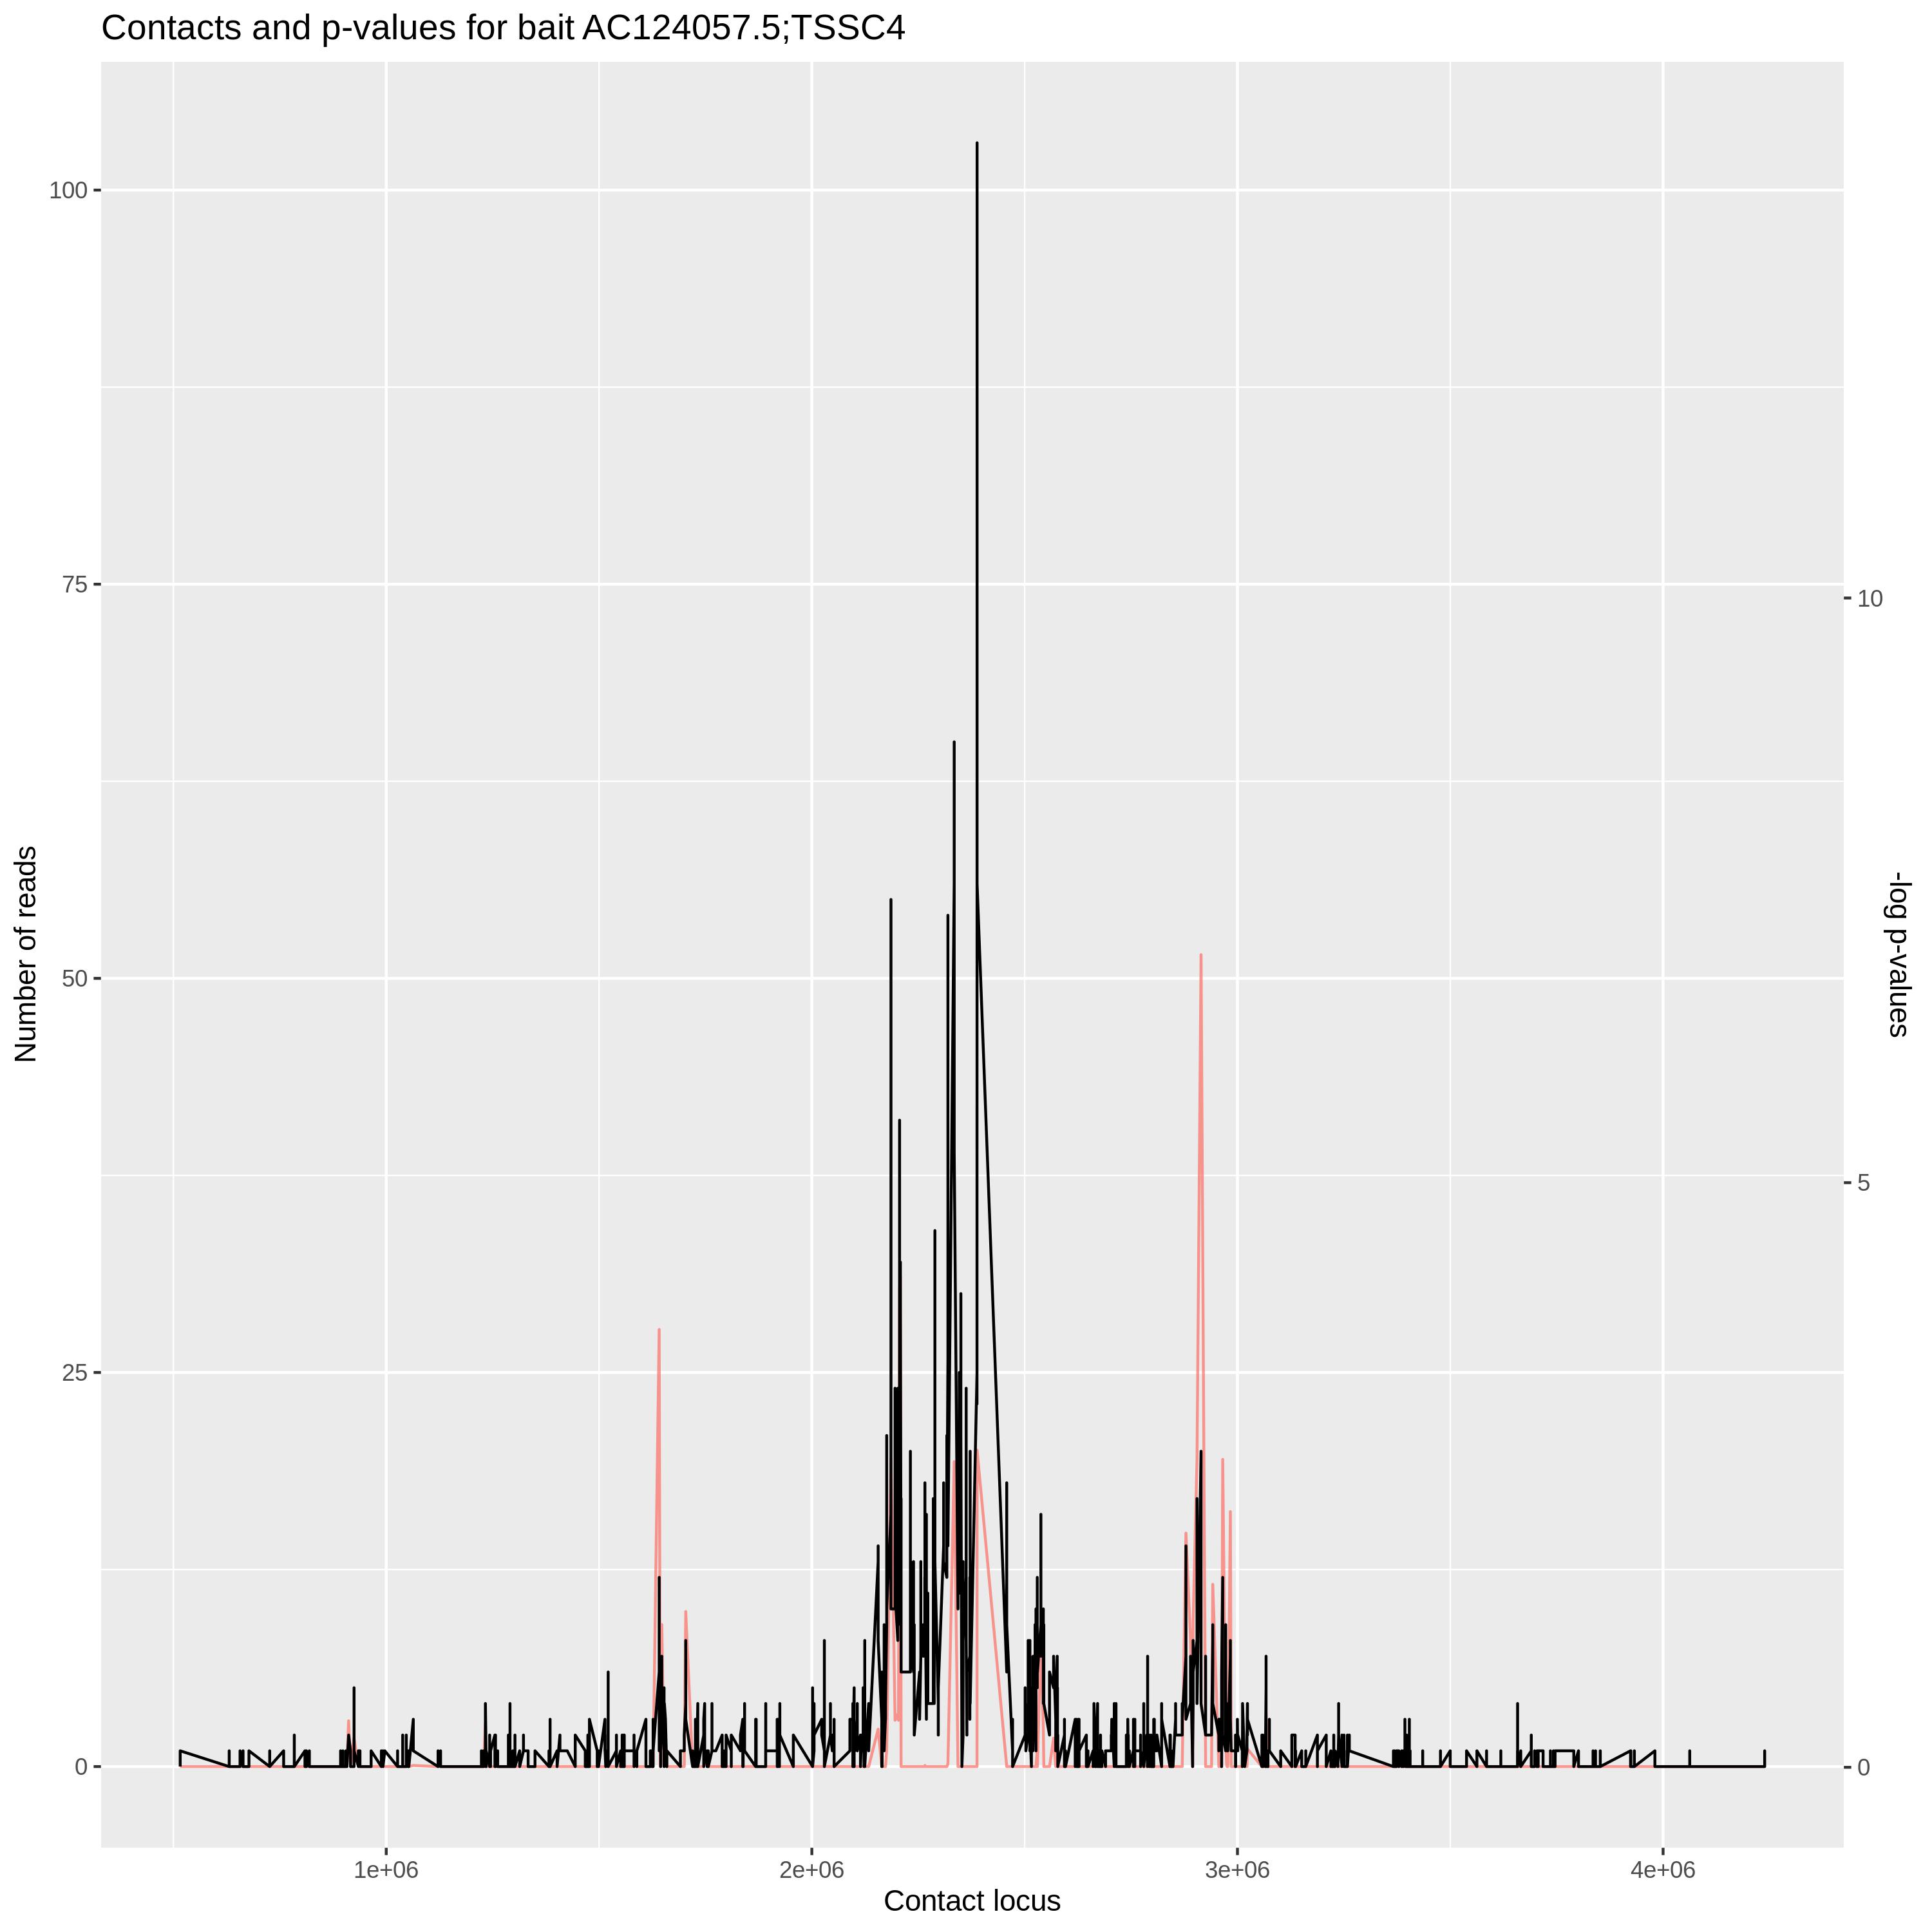 Contacts and p-values for bait AC124057.5;TSSC4
100
75
50
25
0
Number of reads
10
5
0
-log p-values
1e+06
2e+06
3e+06
4e+06
Contact locus